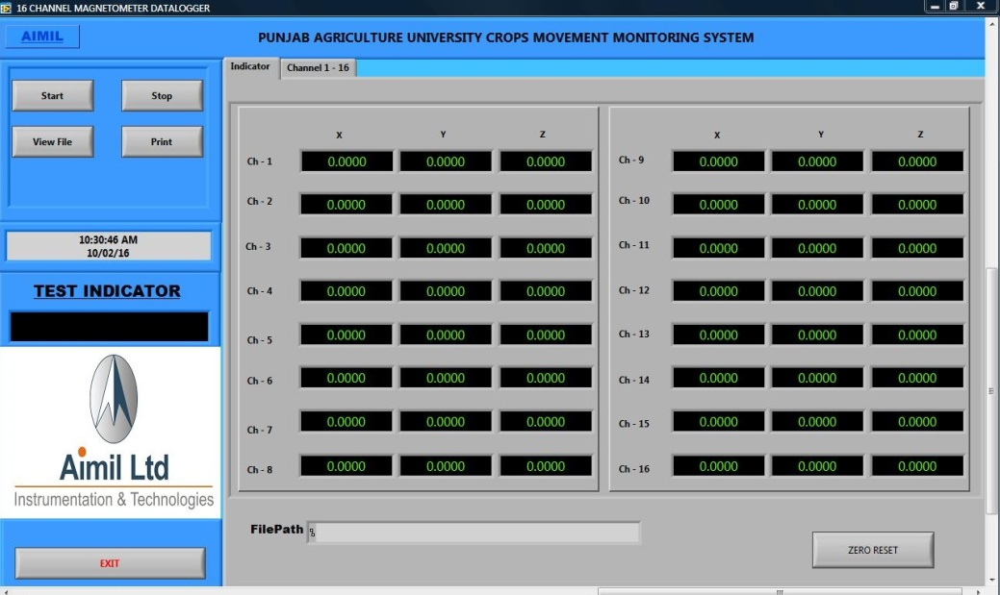 16 CHANNEL MAGNETOMETER DATALOGGER
AIMIL
PUNJAB AGRICULTURE UNIVERSITY CROPS MOVEMENT MONITORING SYSTEM
Indicator Channel 1 - 16
Start Stop
View File Print
10:30:46 AM
10/02/16
TEST INDICATOR
Aimil Ltd
Instrumentation & Technologies
EXIT
X Y Z
Ch - 1 0.0000 0.0000 0.0000
Ch - 2 0.0000 0.0000 0.0000
Ch - 3 0.0000 0.0000 0.0000
Ch - 4 0.0000 0.0000 0.0000
Ch - 5 0.0000 0.0000 0.0000
Ch - 6 0.0000 0.0000 0.0000
Ch - 7 0.0000 0.0000 0.0000
Ch - 8 0.0000 0.0000 0.0000
X Y Z
Ch - 9 0.0000 0.0000 0.0000
Ch - 10 0.0000 0.0000 0.0000
Ch - 11 0.0000 0.0000 0.0000
Ch - 12 0.0000 0.0000 0.0000
Ch - 13 0.0000 0.0000 0.0000
Ch - 14 0.0000 0.0000 0.0000
Ch - 15 0.0000 0.0000 0.0000
Ch - 16 0.0000 0.0000 0.0000
FilePath
ZERO RESET